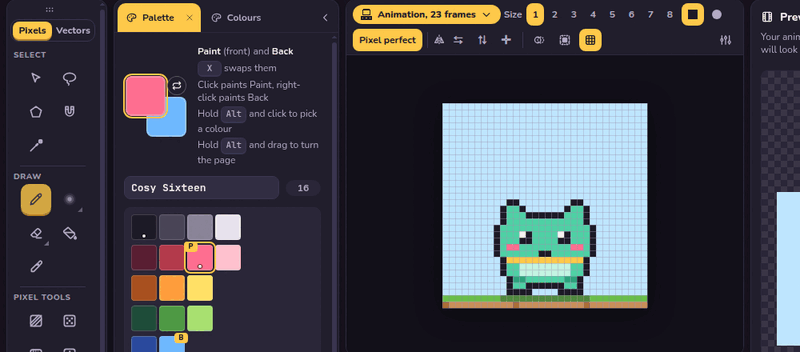 Pixels Vectors
SELECT
DRAW
PIXEL TOOLS
Palette ×
Colours
Paint (front) and Back
X swaps them
Click paints Paint, right-
click paints Back
Hold Alt and click to pick
a colour
Hold Alt and drag to turn
the page
Cosy Sixteen 16
P
B
Animation, 23 frames Size 1 2 3 4 5 6 7 8
Pixel perfect
Your
will look